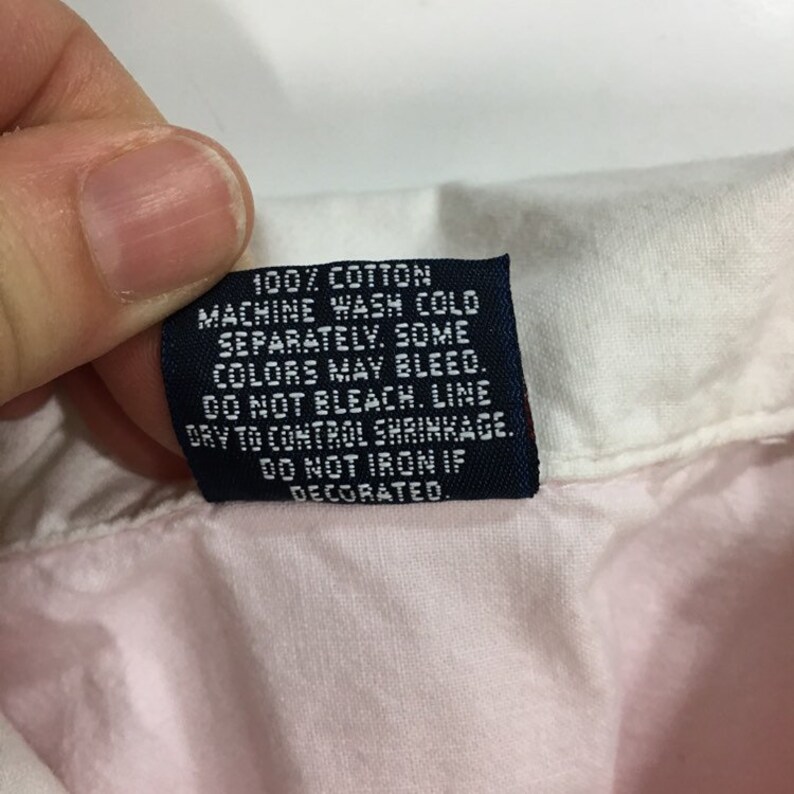 100% COTTON
MACHINE WASH COLD
SEPARATELY. SOME
COLORS MAY BLEED.
DO NOT BLEACH. LINE
DRY TO CONTROL SHRINKAGE.
DO NOT IRON IF
DECORATED.